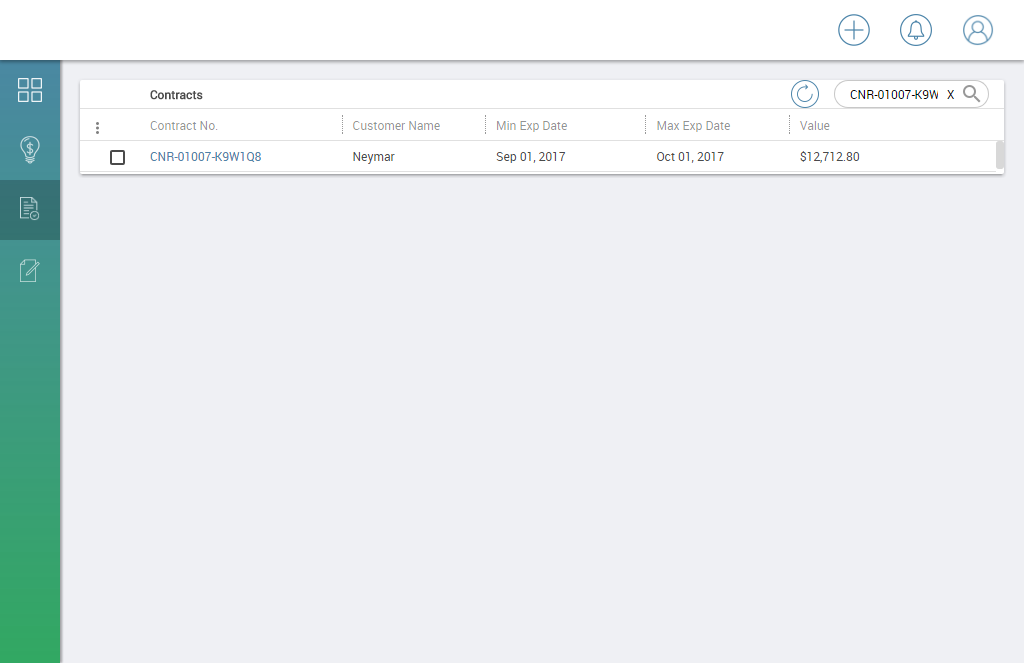 Contracts CNR-01007-K9W X
Contract No. Customer Name Min Exp Date Max Exp Date Value
CNR-01007-K9W1Q8 Neymar Sep 01, 2017 Oct 01, 2017 $12,712.80